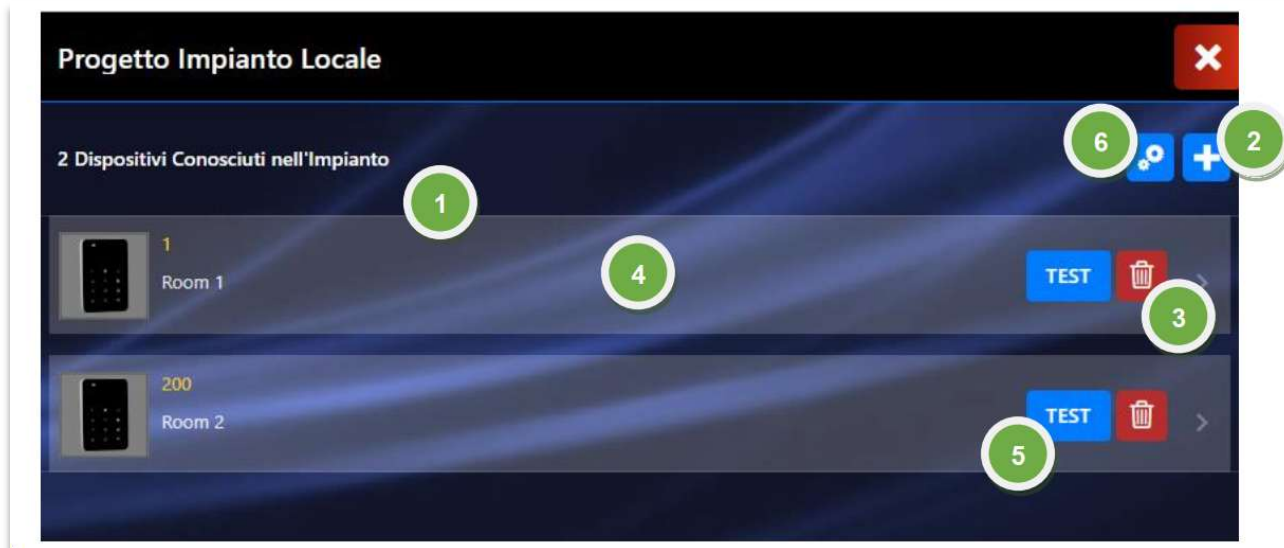 Progetto Impianto Locale
6
2
2 Dispositivi Conosciuti nell'Impianto
1
1
Room 1
4
TEST
3
200
Room 2
TEST
5